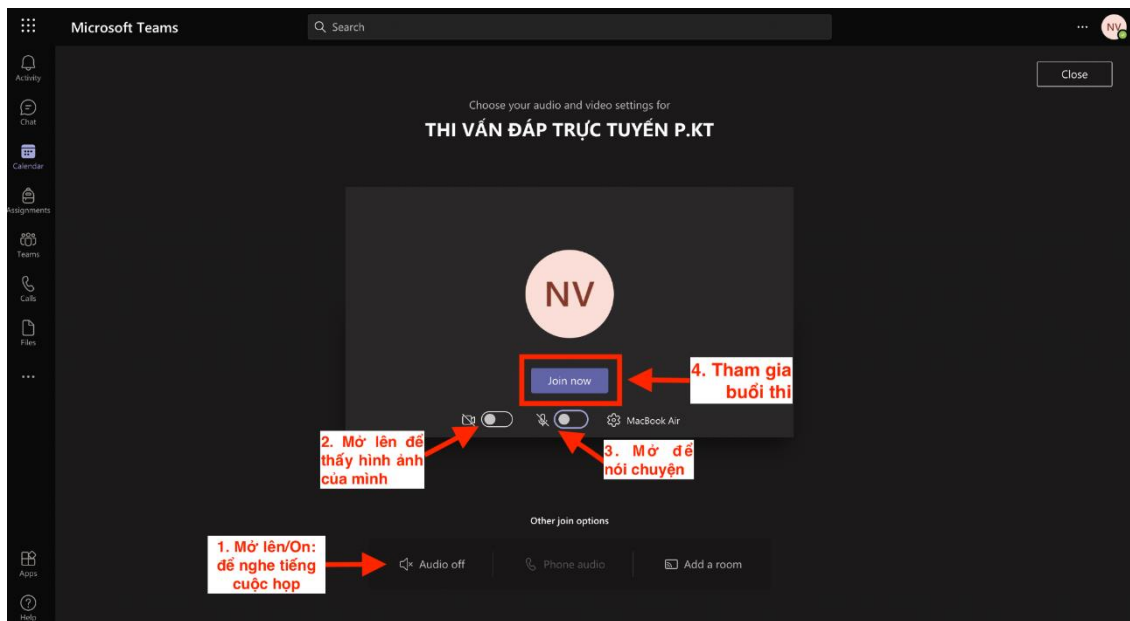 Microsoft Teams
Search
NV
Activity
Chat
Calendar
Assignments
Teams
Calls
Files
Apps
Help
Close
Choose your audio and video settings for
THI VẤN ĐÁP TRỰC TUYẾN P.KT
NV
Join now
4. Tham gia
buổi thi
MacBook Air
2. Mở lên để
thấy hình ảnh
của mình
3. Mở để
nói chuyện
Other join options
1. Mở lên/On:
để nghe tiếng
cuộc họp
Audio off
Phone audio
Add a room